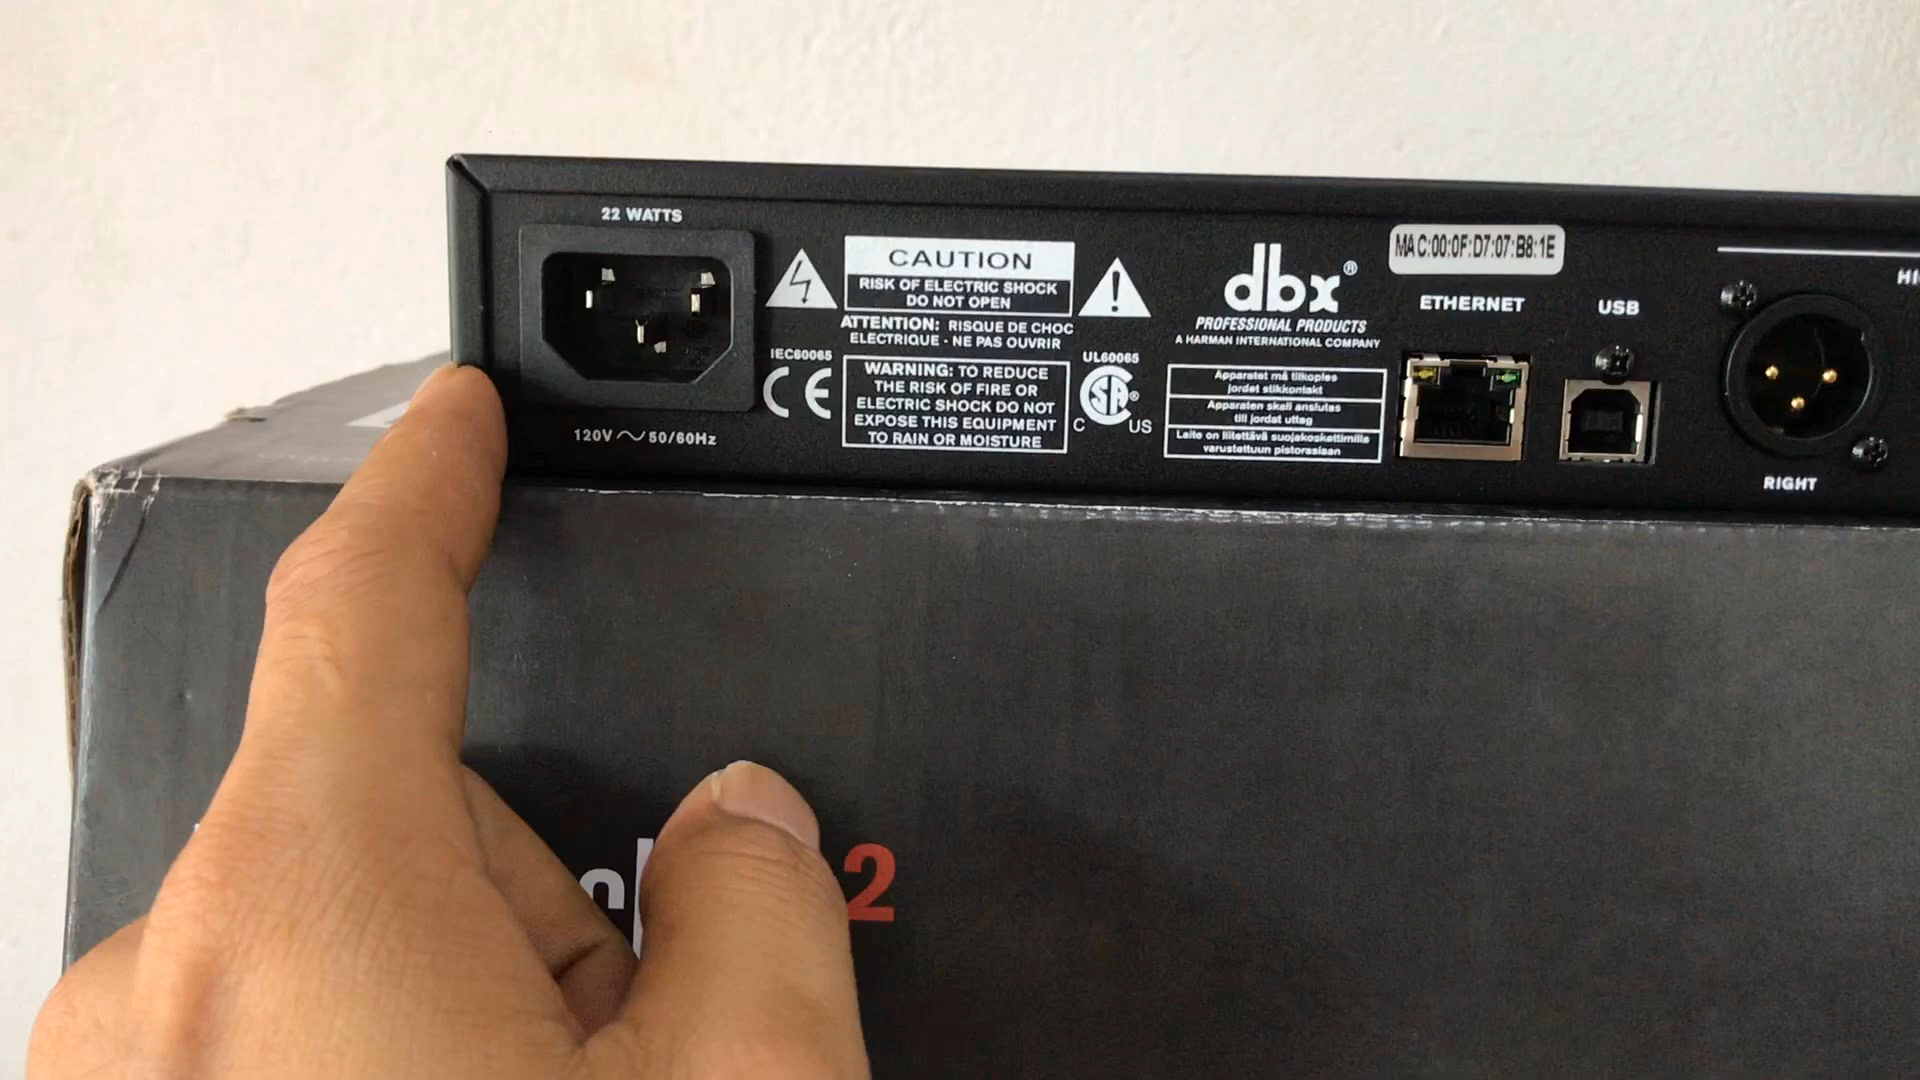 22 WATTS
120V ~ 50/60Hz
CAUTION
RISK OF ELECTRIC SHOCK
DO NOT OPEN
ATTENTION: RISQUE DE CHOC
ELECTRIQUE - NE PAS OUVRIR
IEC60065
CE
WARNING: TO REDUCE
THE RISK OF FIRE OR
ELECTRIC SHOCK DO NOT
EXPOSE THIS EQUIPMENT
TO RAIN OR MOISTURE
UL60065
SA®
C US
dbx®
PROFESSIONAL PRODUCTS
A HARMAN INTERNATIONAL COMPANY
Apparatet må tilkoples
jordet stikkontakt
Apparaten skall anslutas
till jordat uttag
Laite on liitettävä suojakoskettimilla
varustettuun pistorasiaan
MAC:00:0F:D7:07:B8:1E
ETHERNET
USB
RIGHT
2